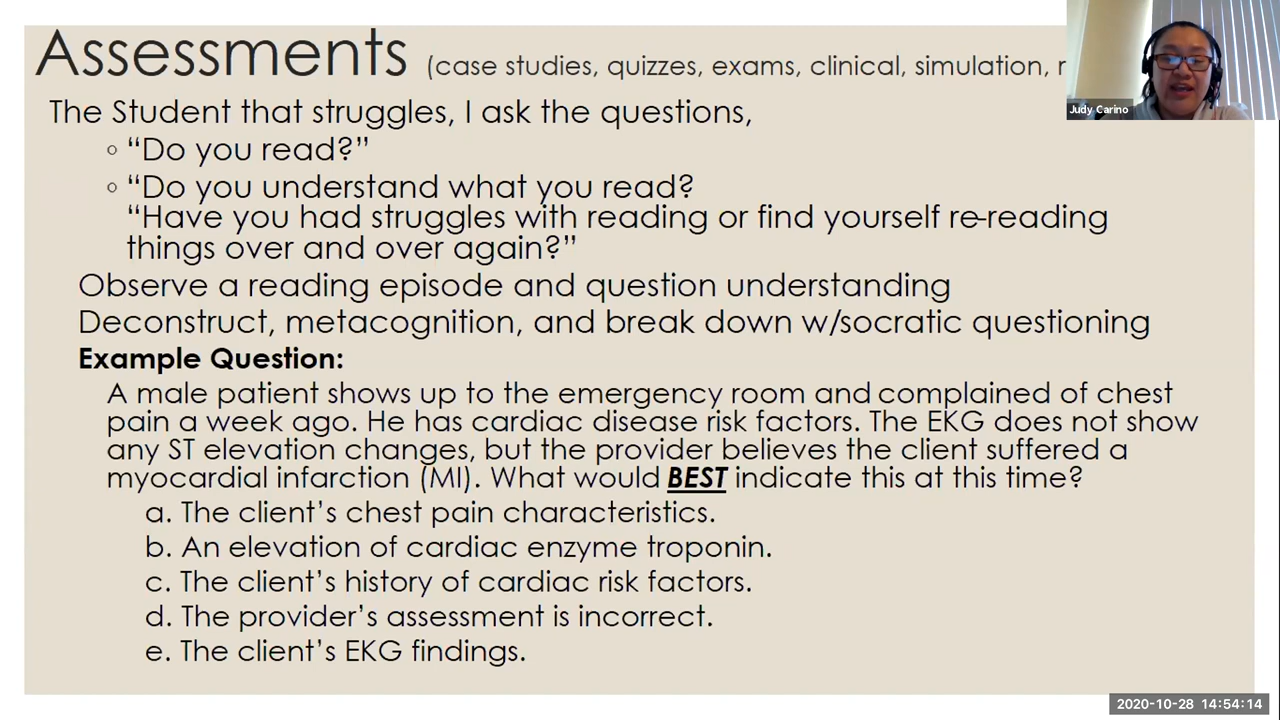 Assessments (case studies, quizzes, exams, clinical, simulation,
Judy Carino
The Student that struggles, I ask the questions,
◦ “Do you read?”
◦ “Do you understand what you read?
“Have you had struggles with reading or find yourself re-reading
things over and over again?”
Observe a reading episode and question understanding
Deconstruct, metacognition, and break down w/socratic questioning
Example Question:
A male patient shows up to the emergency room and complained of chest
pain a week ago. He has cardiac disease risk factors. The EKG does not show
any ST elevation changes, but the provider believes the client suffered a
myocardial infarction (MI). What would BEST indicate this at this time?
a. The client’s chest pain characteristics.
b. An elevation of cardiac enzyme troponin.
c. The client’s history of cardiac risk factors.
d. The provider’s assessment is incorrect.
e. The client’s EKG findings.
2020-10-28 14:54:14